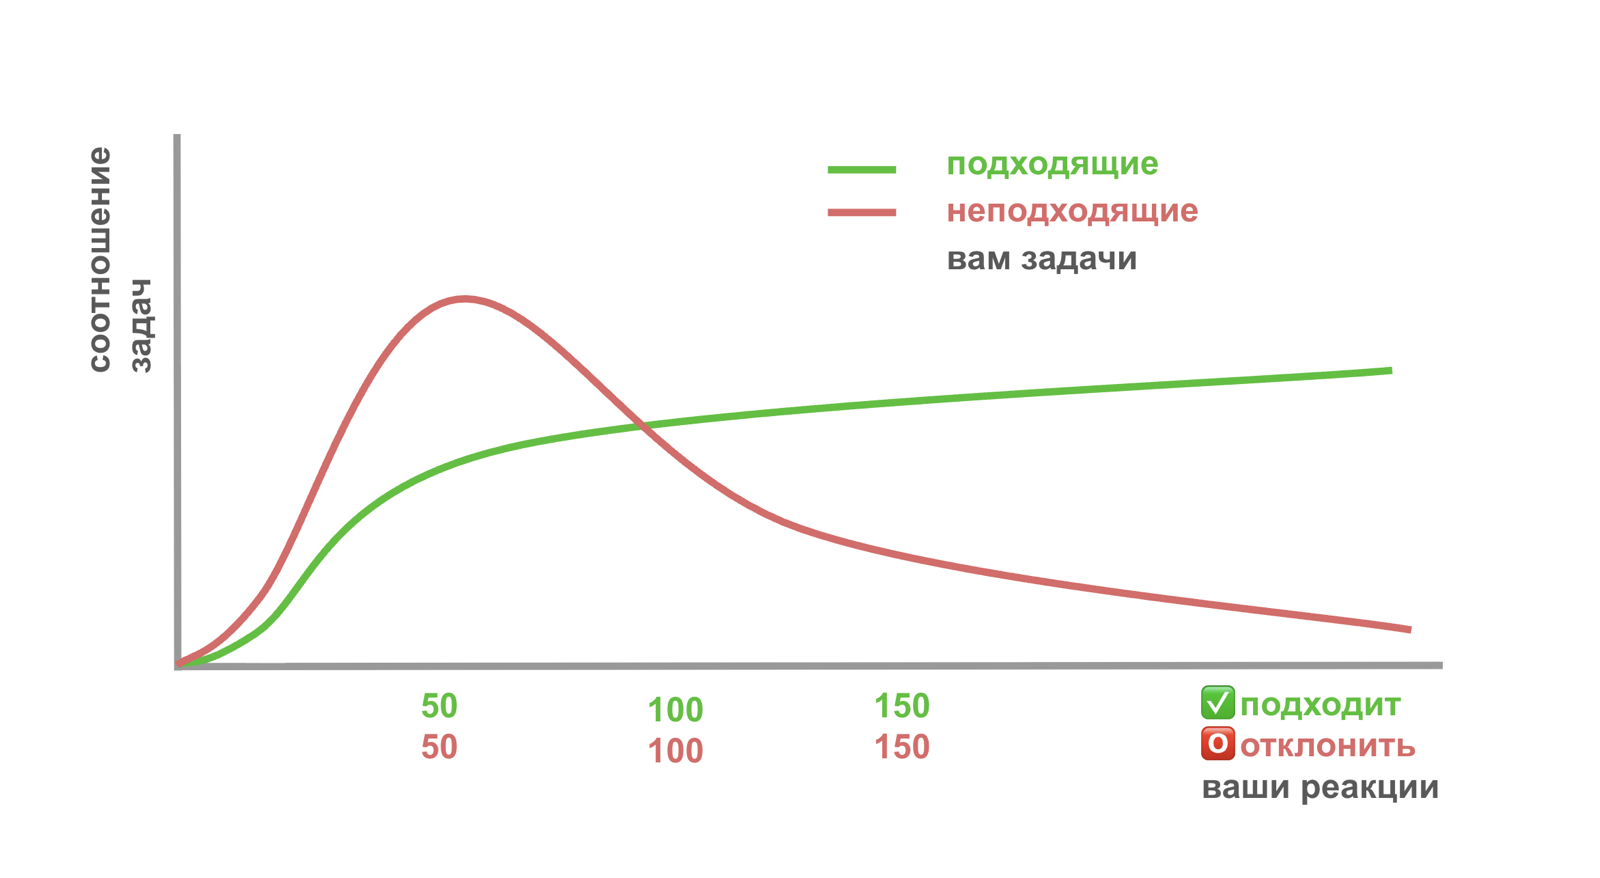 соотношение
задач
подходящие
неподходящие
вам задачи
50 100 150
50 100 150
✅ подходит
🅾 отклонить
ваши реакции